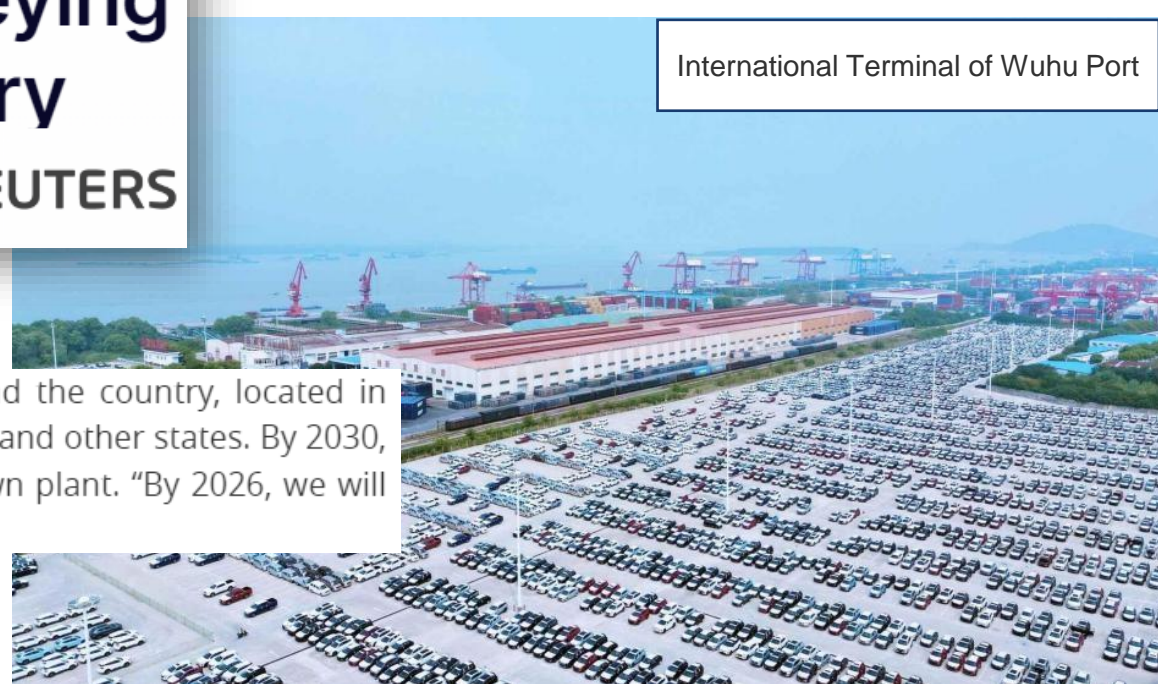 eying
ry
EUTERS
International Terminal of Wuhu Port
d the country, located in
and other states. By 2030,
wn plant. “By 2026, we will